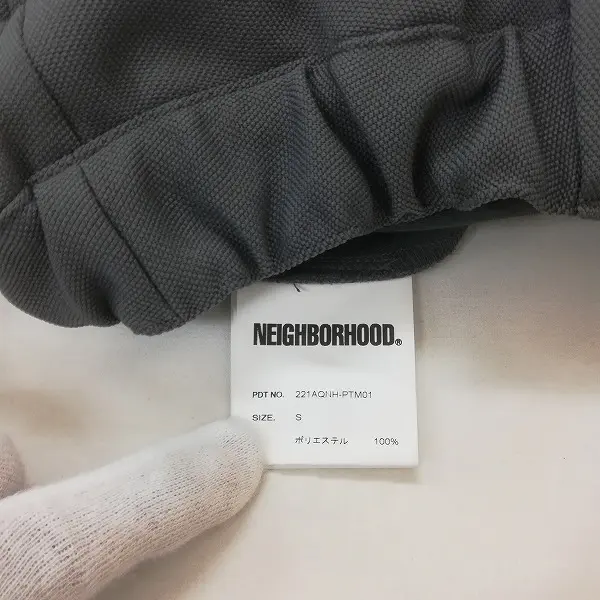 NEIGHBORHOOD®
PDT NO. 221AQNH-PTM01
SIZE. S
ポリエステル 100%